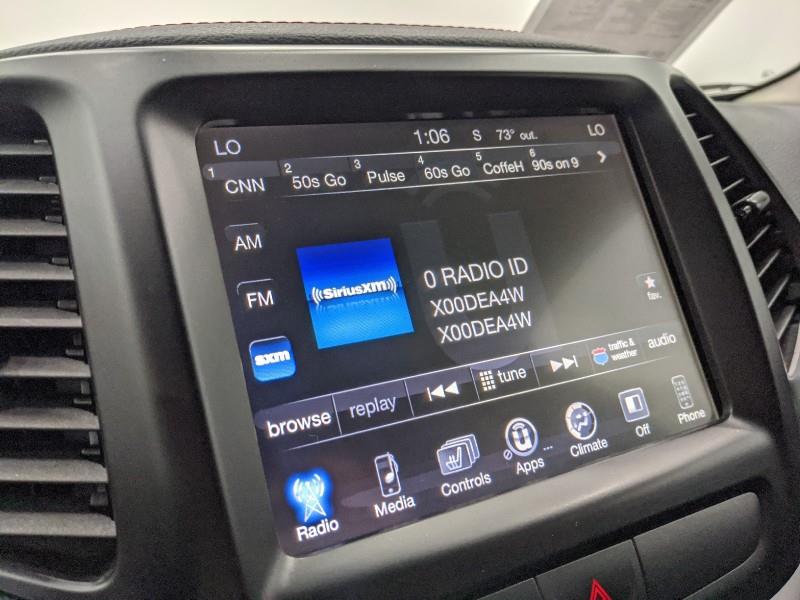 LO 1:06 S 73° out. LO
1 CNN 2 50s Go 3 Pulse 4 60s Go 5 CoffeH 6 90s on 9
AM
FM
sxm
((SiriusXM))
0 RADIO ID
X00DEA4W
X00DEA4W
fav.
browse replay tune traffic & weather audio
Radio Media Controls Apps ... Climate Off Phone